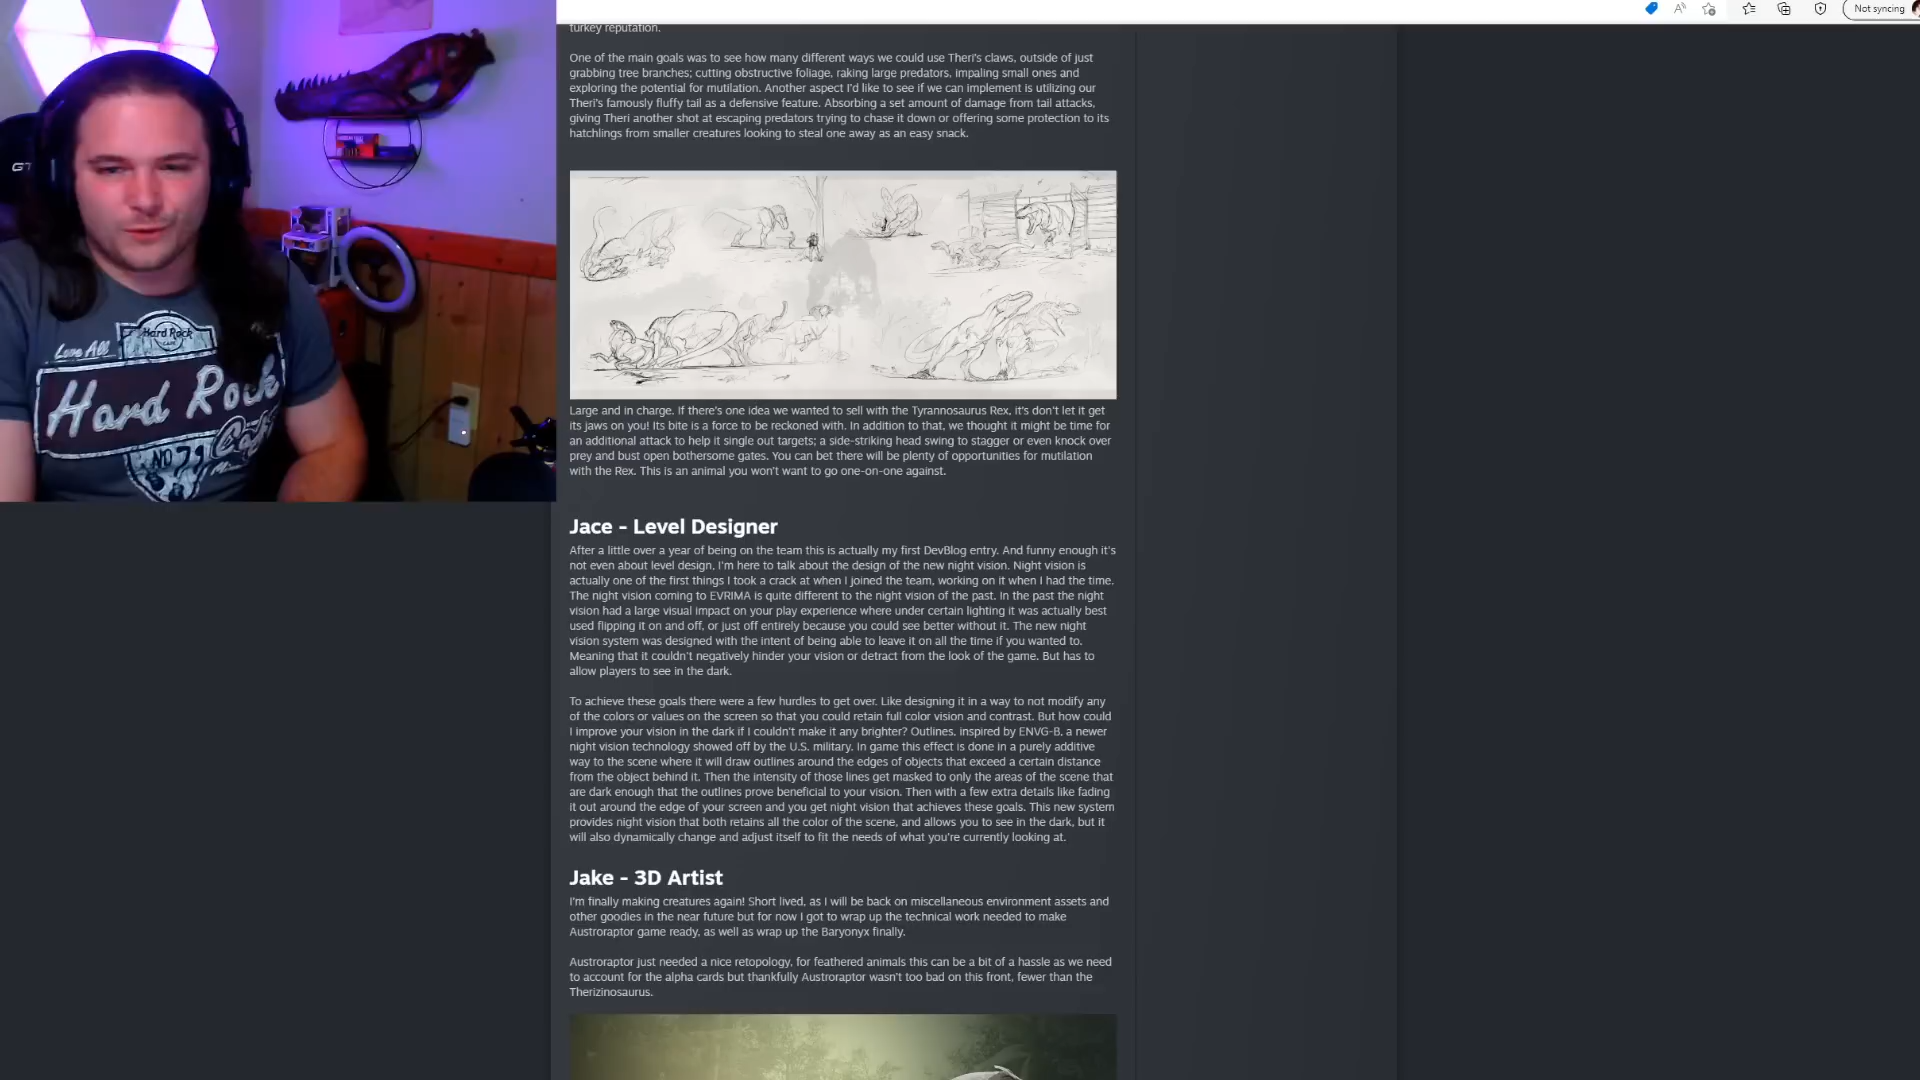 Not syncing
turkey reputation.
One of the main goals was to see how many different ways we could use Theri's claws, outside of just
grabbing tree branches; cutting obstructive foliage, raking large predators, impaling small ones and
exploring the potential for mutilation. Another aspect I'd like to see if we can implement is utilizing our
Theri's famously fluffy tail as a defensive feature. Absorbing a set amount of damage from tail attacks,
giving Theri another shot at escaping predators trying to chase it down or offering some protection to its
hatchlings from smaller creatures looking to steal one away as an easy snack.
GT
Hard Rock
CAFE
Love All
Hard Rock
Cafe
NO 71
Large and in charge. If there's one idea we wanted to sell with the Tyrannosaurus Rex, it's don't let it get
its jaws on you! Its bite is a force to be reckoned with. In addition to that, we thought it might be time for
an additional attack to help it single out targets; a side-striking head swing to stagger or even knock over
prey and bust open bothersome gates. You can bet there will be plenty of opportunities for mutilation
with the Rex. This is an animal you won't want to go one-on-one against.
Jace - Level Designer
After a little over a year of being on the team this is actually my first DevBlog entry. And funny enough it's
not even about level design, I'm here to talk about the design of the new night vision. Night vision is
actually one of the first things I took a crack at when I joined the team, working on it when I had the time.
The night vision coming to EVRIMA is quite different to the night vision of the past. In the past the night
vision had a large visual impact on your play experience where under certain lighting it was actually best
used flipping it on and off, or just off entirely because you could see better without it. The new night
vision system was designed with the intent of being able to leave it on all the time if you wanted to.
Meaning that it couldn't negatively hinder your vision or detract from the look of the game. But has to
allow players to see in the dark.
To achieve these goals there were a few hurdles to get over. Like designing it in a way to not modify any
of the colors or values on the screen so that you could retain full color vision and contrast. But how could
I improve your vision in the dark if I couldn't make it any brighter? Outlines, inspired by ENVG-B, a newer
night vision technology showed off by the U.S. military. In game this effect is done in a purely additive
way to the scene where it will draw outlines around the edges of objects that exceed a certain distance
from the object behind it. Then the intensity of those lines get masked to only the areas of the scene that
are dark enough that the outlines prove beneficial to your vision. Then with a few extra details like fading
it out around the edge of your screen and you get night vision that achieves these goals. This new system
provides night vision that both retains all the color of the scene, and allows you to see in the dark, but it
will also dynamically change and adjust itself to fit the needs of what you're currently looking at.
Jake - 3D Artist
I'm finally making creatures again! Short lived, as I will be back on miscellaneous environment assets and
other goodies in the near future but for now I got to wrap up the technical work needed to make
Austroraptor game ready, as well as wrap up the Baryonyx finally.
Austroraptor just needed a nice retopology, for feathered animals this can be a bit of a hassle as we need
to account for the alpha cards but thankfully Austroraptor wasn't too bad on this front, fewer than the
Therizinosaurus.